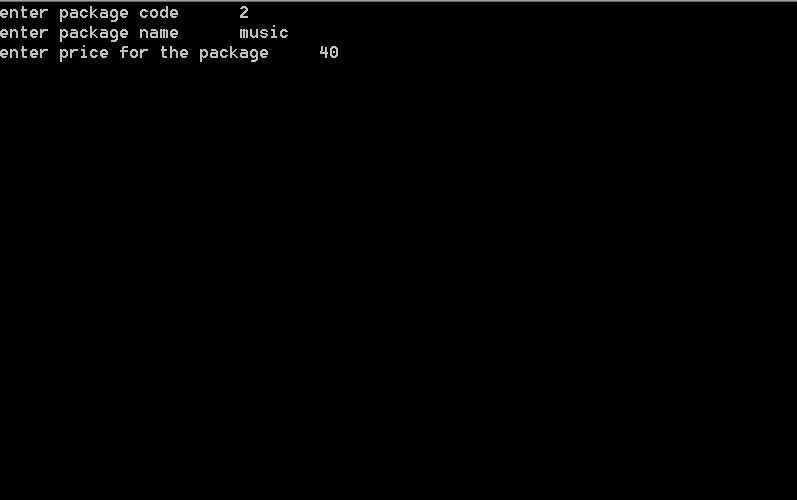 enter package code      2
enter package name      music
enter price for the package     40